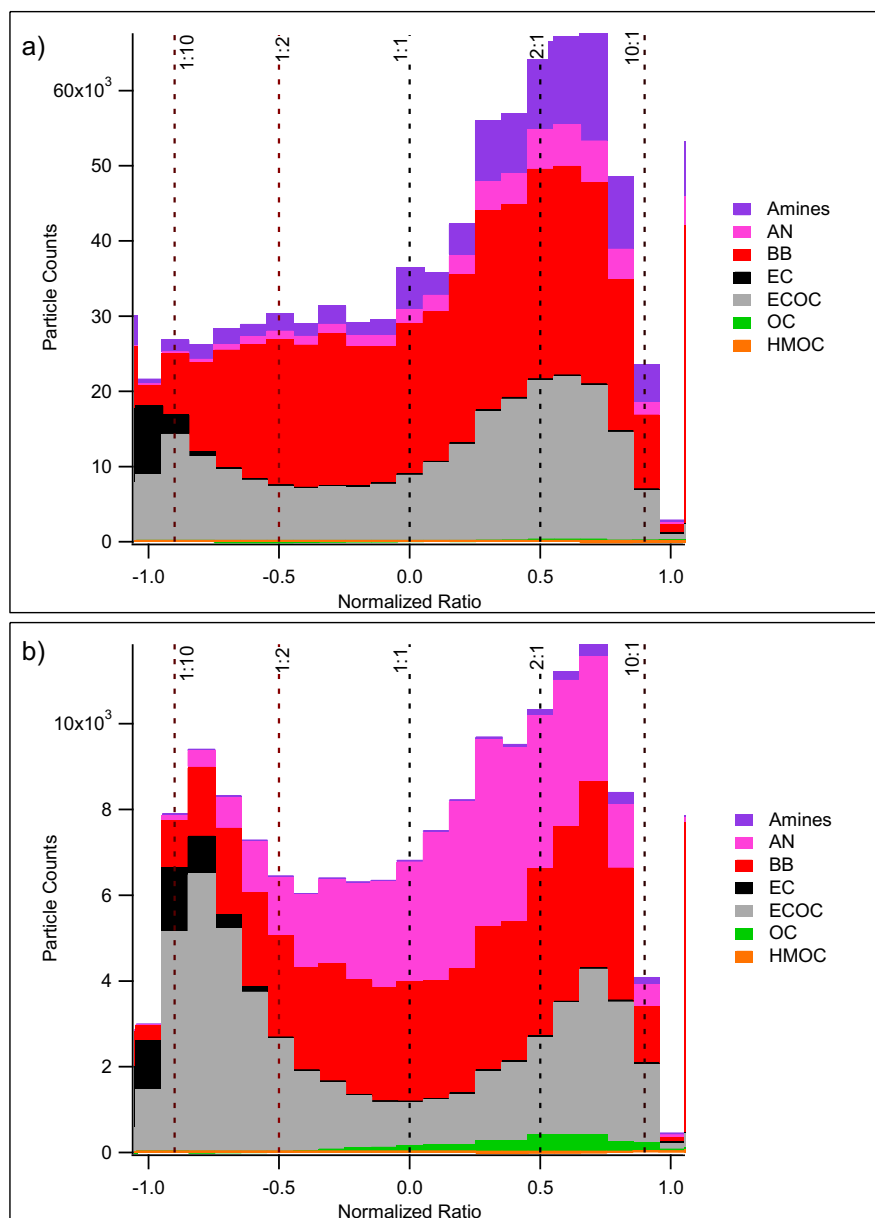 a)
1:10
1:2
1:1
2:1
10:1
60x10³
50
40
30
20
10
0
Particle Counts
-1.0
-0.5
0.0
0.5
1.0
Normalized Ratio
Amines
AN
BB
EC
ECOC
OC
HMOC
b)
1:10
1:2
1:1
2:1
10:1
10x10³
8
6
4
2
0
Particle Counts
-1.0
-0.5
0.0
0.5
1.0
Normalized Ratio
Amines
AN
BB
EC
ECOC
OC
HMOC